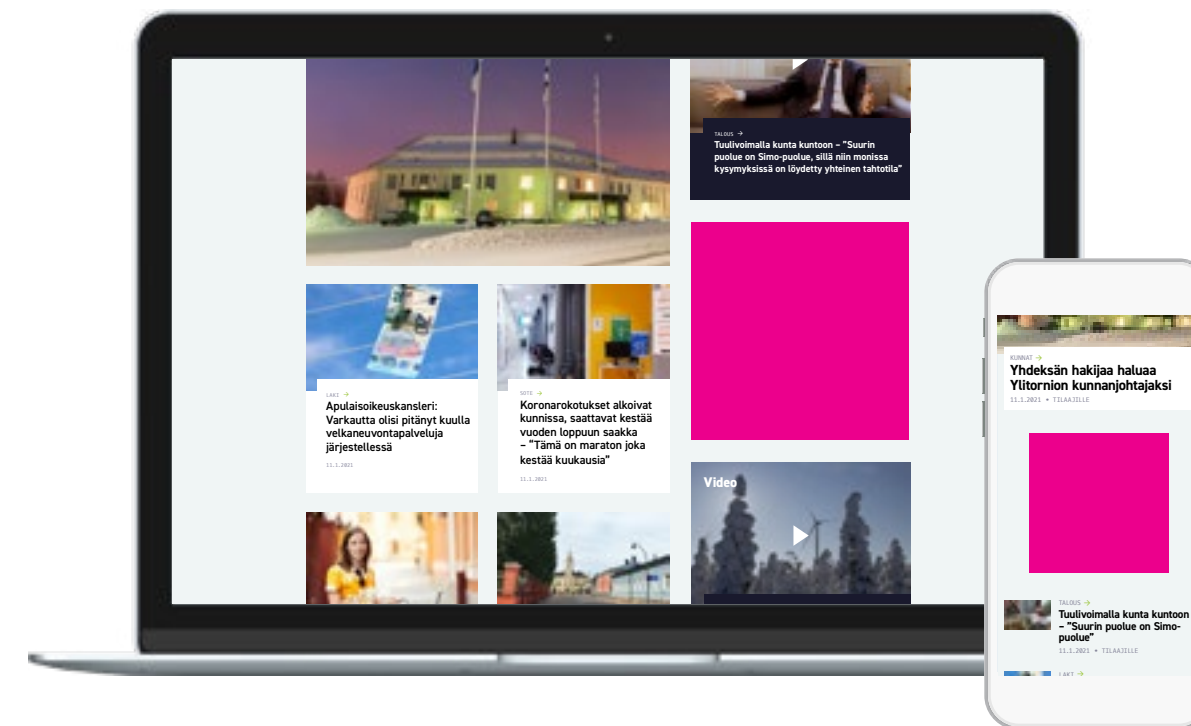 TALOUS →
Tuulivoimalla kunta kuntoon – ”Suurin
puolue on Simo-puolue, sillä niin monissa
kysymyksissä on löydetty yhteinen tahtotila”
LAKI →
Apulaisoikeuskansleri:
Varkautta olisi pitänyt kuulla
velkaneuvontapalveluja
järjestellessä
11.1.2021
SOTE →
Koronarokotukset alkoivat
kunnissa, saattavat kestää
vuoden loppuun saakka
– ”Tämä on maraton joka
kestää kuukausia”
11.1.2021
Video
KUNNAT →
Yhdeksän hakijaa haluaa
Ylitornion kunnanjohtajaksi
11.1.2021 • TILAAJILLE
TALOUS →
Tuulivoimalla kunta kuntoon
– ”Suurin puolue on Simo-
puolue”
11.1.2021 • TILAAJILLE
LAKI →